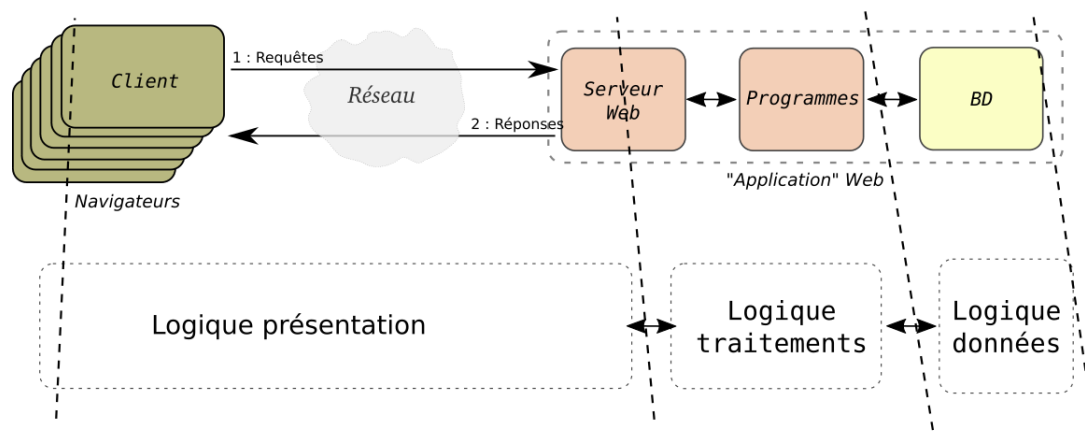 1 : Requêtes
Client
Réseau
Serveur
Web
Programmes
BD
2 : Réponses
"Application" Web
Navigateurs
Logique présentation
Logique
traitements
Logique
données